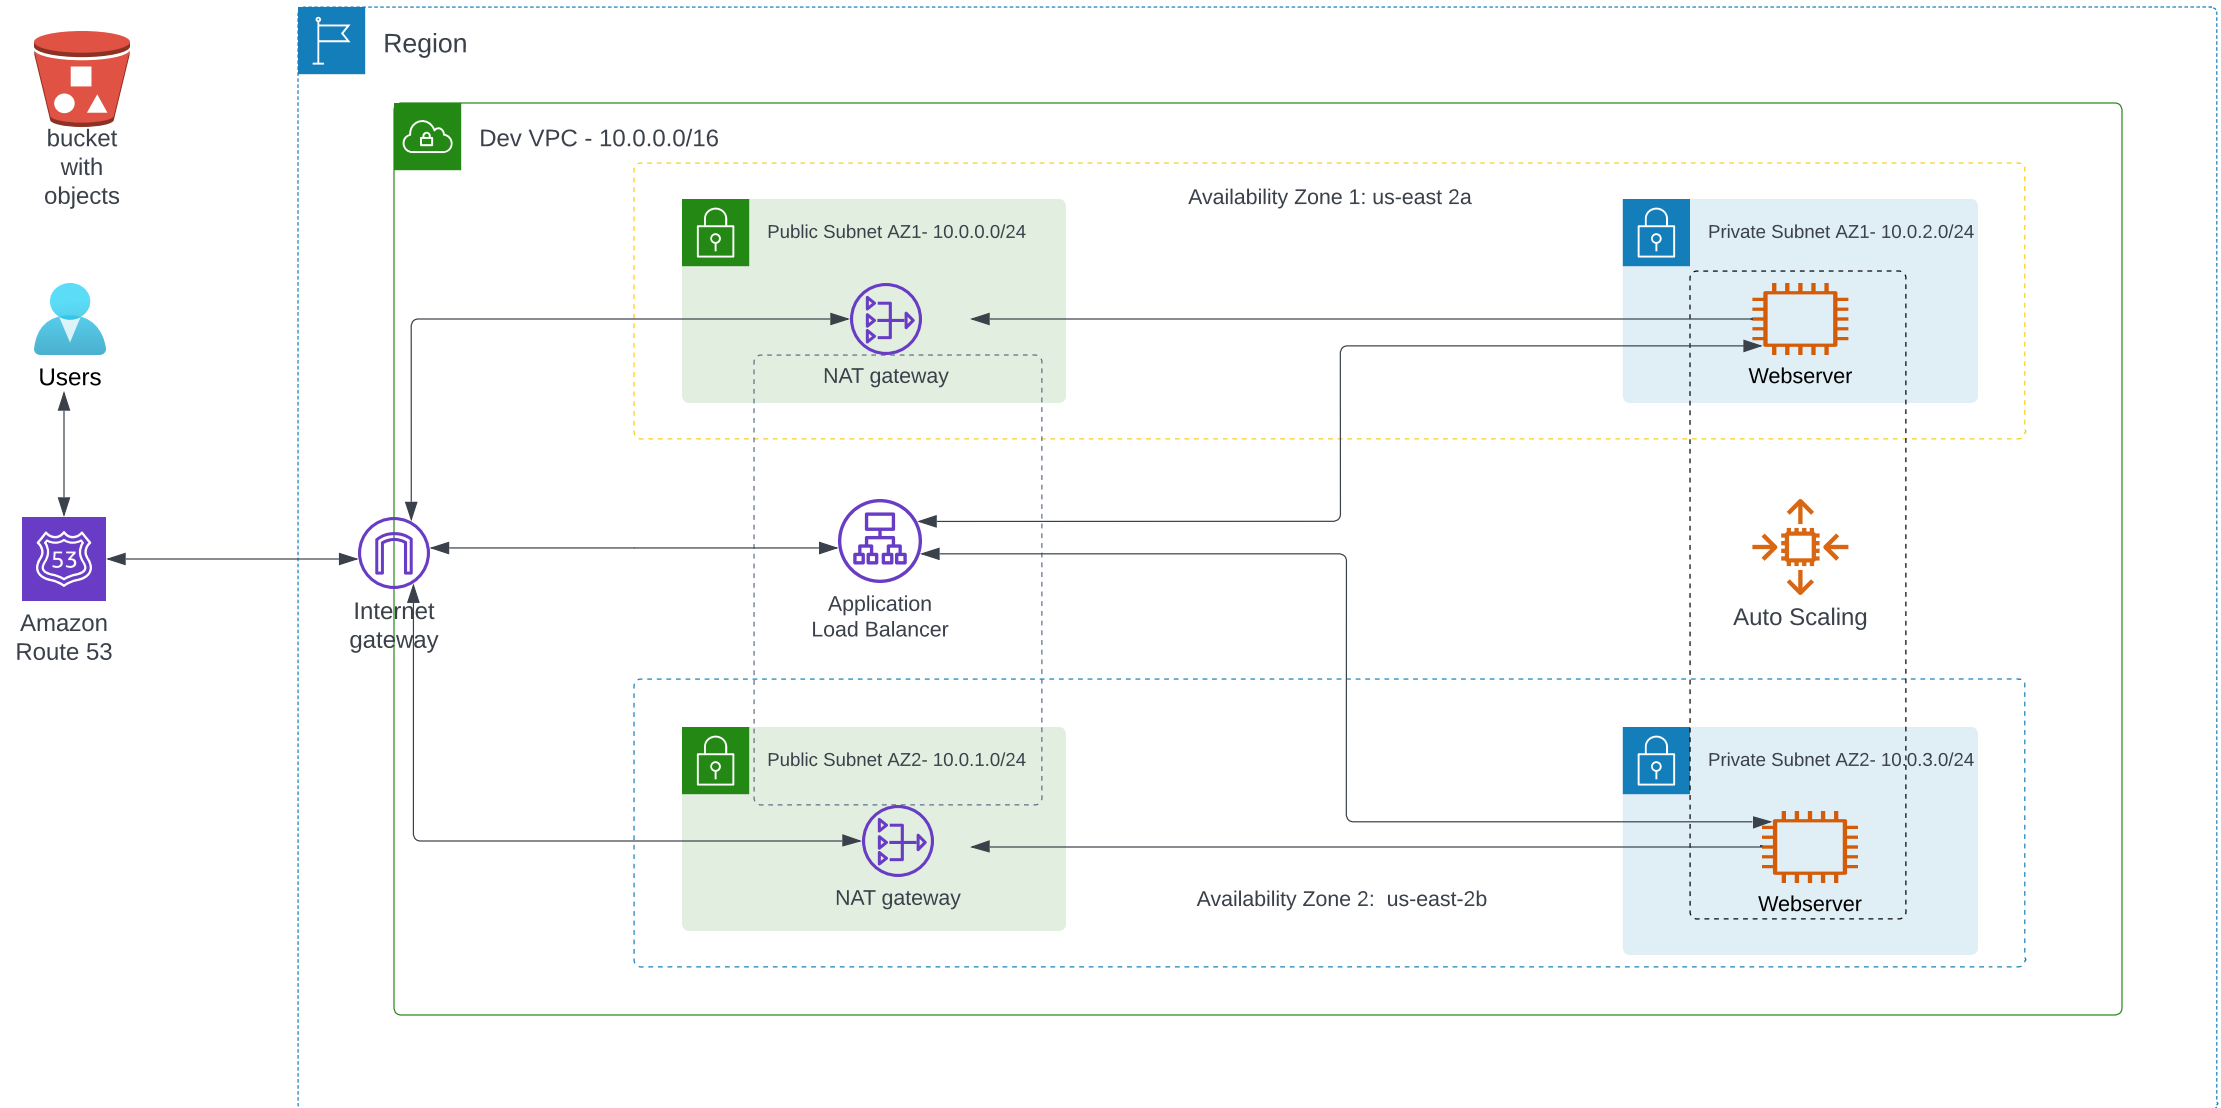 Region
bucket
with
objects
Dev VPC - 10.0.0.0/16
Availability Zone 1: us-east 2a
Public Subnet AZ1- 10.0.0.0/24
Private Subnet AZ1- 10.0.2.0/24
NAT gateway
Webserver
Users
53
Amazon
Route 53
Internet
gateway
Application
Load Balancer
Auto Scaling
Public Subnet AZ2- 10.0.1.0/24
Private Subnet AZ2- 10.0.3.0/24
NAT gateway
Availability Zone 2:  us-east-2b
Webserver